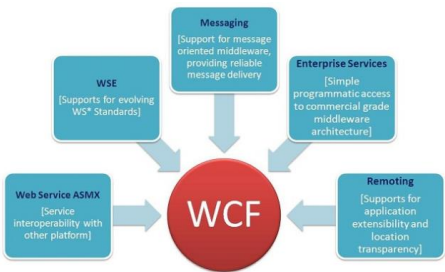 Messaging
[Support for message
oriented middleware,
providing reliable
message delivery
WSE
[Supports for evolving
WS* Standards]
Enterprise Services
[Simple
programmatic access
to commercial grade
middleware
architecture]
Web Service ASMX
[Service
interoperability with
other platform]
WCF
Remoting
[Supports for
application
extensibility and
location
transparency]